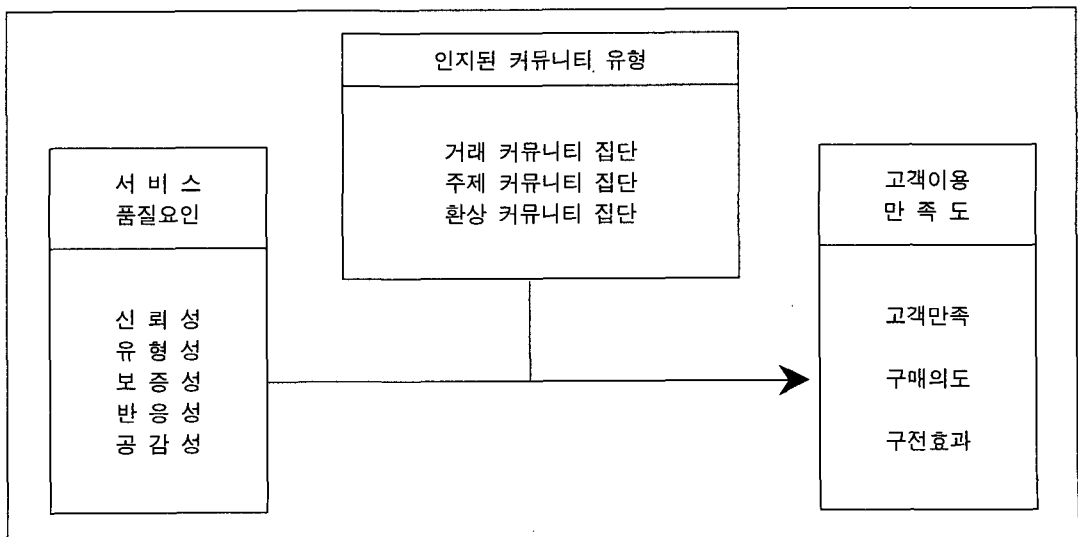 인지된 커뮤니티 유형
거래 커뮤니티 집단
주제 커뮤니티 집단
환상 커뮤니티 집단
서 비 스
품질요인
신 뢰 성
유 형 성
보 증 성
반 응 성
공 감 성
고객이용
만 족 도
고객만족
구매의도
구전효과